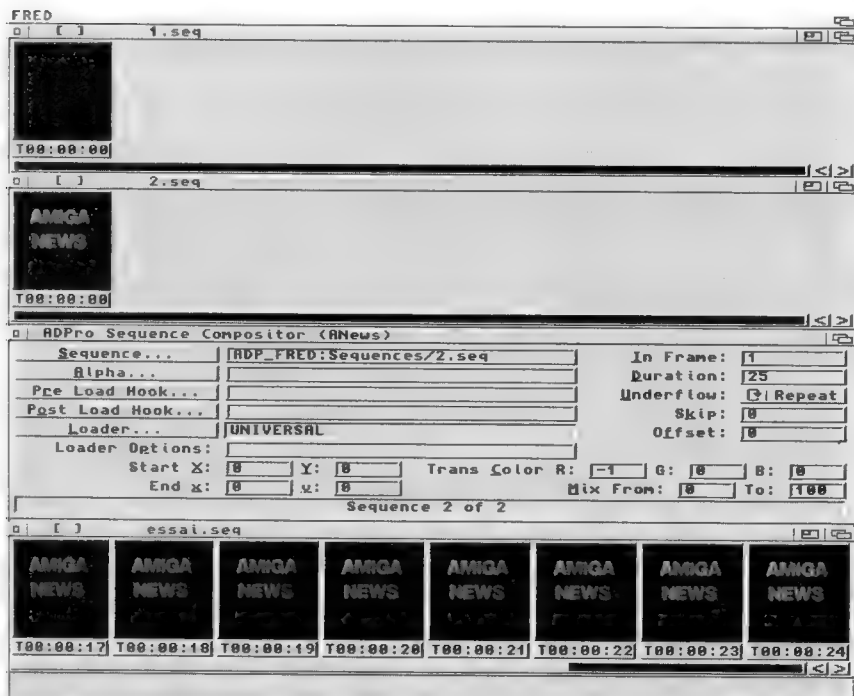 FRED
[ ] 1.seq
T00:00:00
< >
[ ] 2.seq
AMIGA
NEWS
T00:00:00
< >
ADPro Sequence Compositor (ANews)
Sequence... ADP_FRED:Sequences/2.seq In Frame: 1
Alpha... Duration: 25
Pre Load Hook... Underflow: Repeat
Post Load Hook... Skip: 0
Loader... UNIVERSAL Offset: 0
Loader Options:
Start X: 0 Y: 0 Trans Color R: -1 G: 0 B: 0
End x: 0 y: 0 Mix From: 0 To: 100
Sequence 2 of 2
[ ] essai.seq
AMIGA AMIGA AMIGA AMIGA AMIGA AMIGA AMIGA AMIGA
NEWS NEWS NEWS NEWS NEWS NEWS NEWS NEWS
T00:00:17 T00:00:18 T00:00:19 T00:00:20 T00:00:21 T00:00:22 T00:00:23 T00:00:24
< >